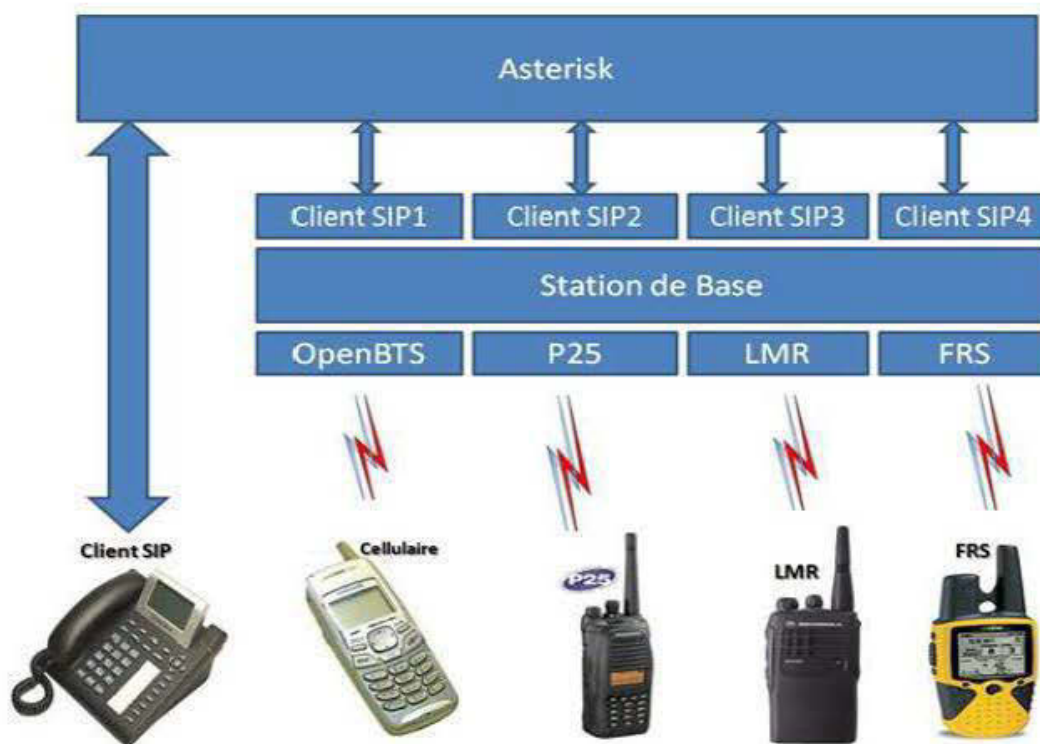 Asterisk
Client SIP1
Client SIP2
Client SIP3
Client SIP4
Station de Base
OpenBTS
P25
LMR
FRS
Client SIP
Cellulaire
P25
LMR
FRS